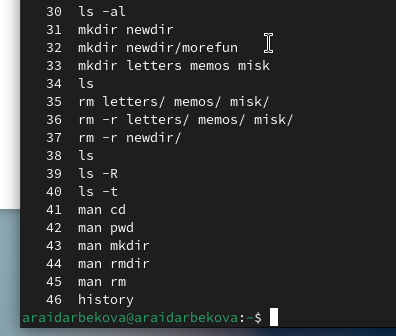 30 ls -al
31 mkdir newdir
32 mkdir newdir/morefun
33 mkdir letters memos misk
34 ls
35 rm letters/ memos/ misk/
36 rm -r letters/ memos/ misk/
37 rm -r newdir/
38 ls
39 ls -R
40 ls -t
41 man cd
42 man pwd
43 man mkdir
44 man rmdir
45 man rm
46 history
araidarbekova@araidarbekova:~$